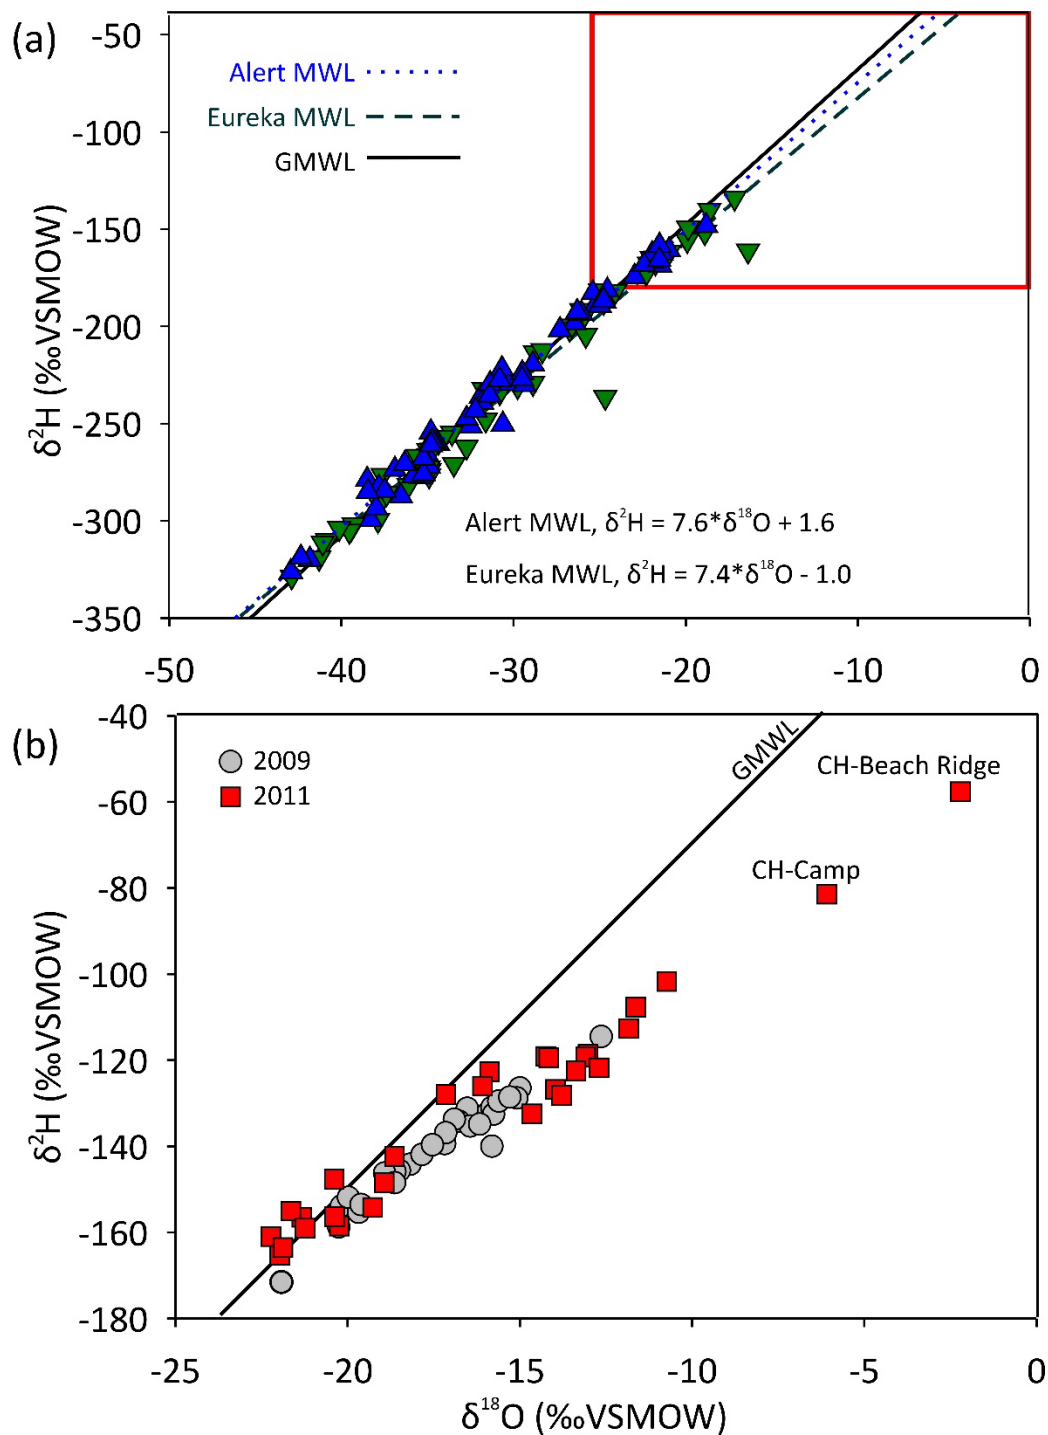 (a)
Alert MWL
Eureka MWL
GMWL
-50
-100
-150
-200
-250
-300
-350
δ²H (‰VSMOW)
Alert MWL, δ²H = 7.6*δ¹⁸O + 1.6
Eureka MWL, δ²H = 7.4*δ¹⁸O - 1.0
-50 -40 -30 -20 -10 0
(b)
2009
2011
GMWL
CH-Beach Ridge
CH-Camp
-40
-60
-80
-100
-120
-140
-160
-180
δ²H (‰VSMOW)
-25 -20 -15 -10 -5 0
δ¹⁸O (‰VSMOW)